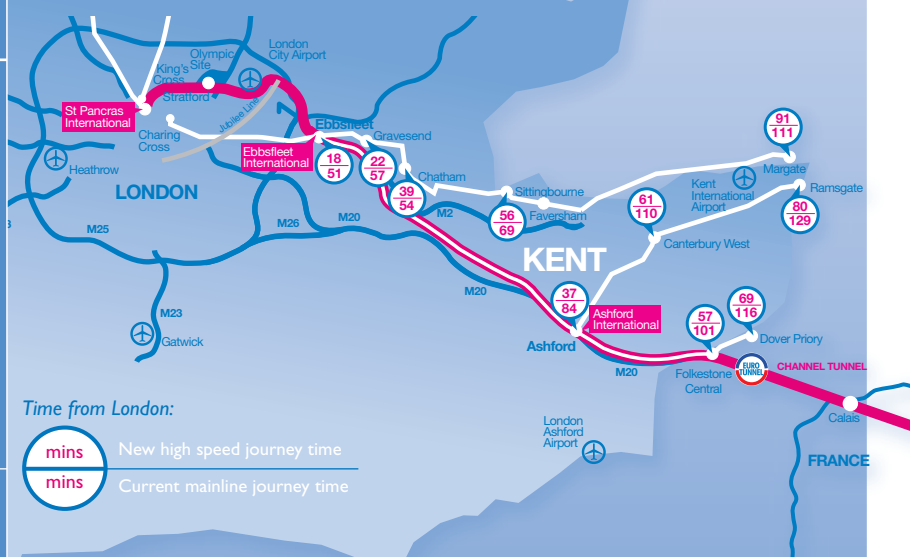 London
City Airport
Olympic
Site
King's
Cross
Stratford
St Pancras
International
Jubilee Line
Charing
Cross
Ebbsfleet
Gravesend
Ebbsfleet
International
18
51
22
57
Chatham
39
54
Heathrow
LONDON
91
111
Margate
Kent
International
Airport
Ramsgate
80
129
Sittingbourne
Faversham
56
69
61
110
Canterbury West
M2
M20
M26
M25
3
KENT
M20
M23
Gatwick
37
84
Ashford
International
Ashford
M20
57
101
69
116
Dover Priory
Folkestone
Central
EURO
TUNNEL
CHANNEL TUNNEL
Calais
FRANCE
London
Ashford
Airport
Time from London:
mins
New high speed journey time
mins
Current mainline journey time